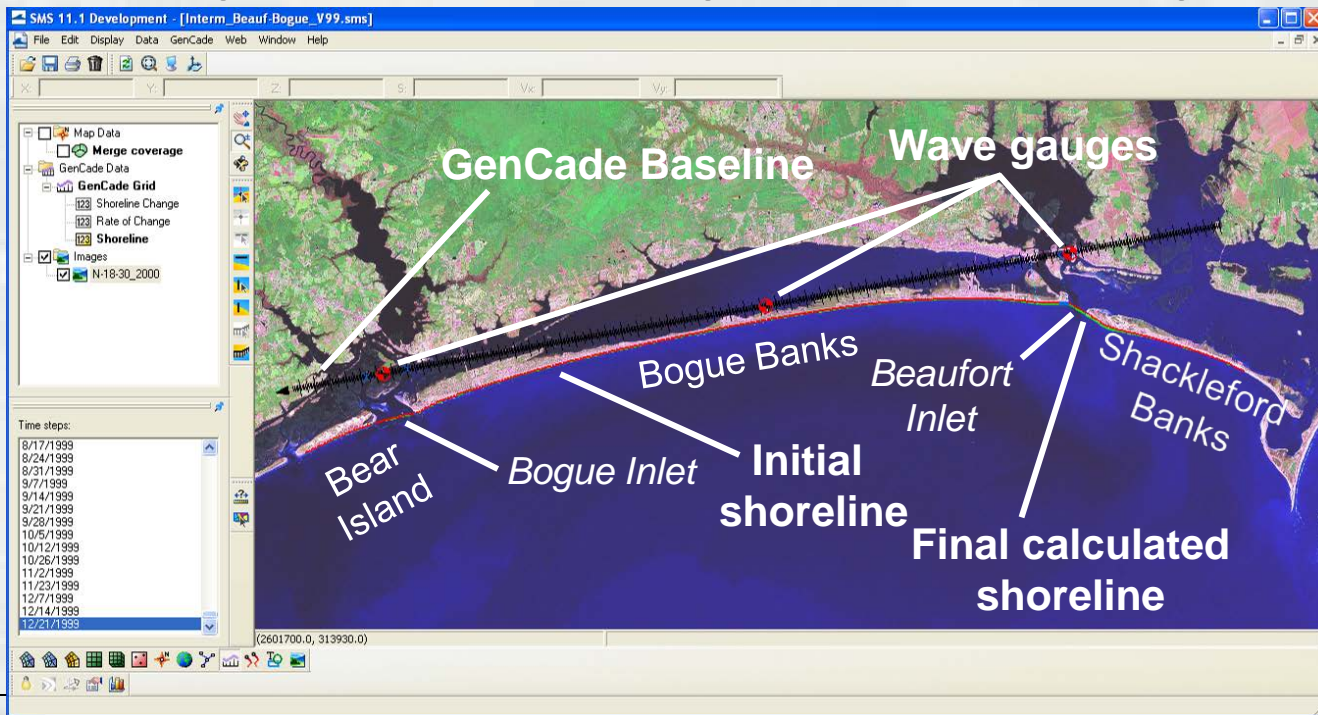 SMS 11.1 Development - [Interm_Beauf-Bogue_V99.sms]
File Edit Display Data GenCade Web Window Help
X: Y: Z: S: Vx: Vy:
Map Data
Merge coverage
GenCade Data
GenCade Grid
123 Shoreline Change
123 Rate of Change
123 Shoreline
Images
N-18-30_2000
Time steps:
8/17/1999
8/24/1999
8/31/1999
9/7/1999
9/14/1999
9/21/1999
9/28/1999
10/5/1999
10/12/1999
10/26/1999
11/2/1999
11/23/1999
12/7/1999
12/14/1999
12/21/1999
GenCade Baseline
Wave gauges
Bogue Banks
Beaufort
Inlet
Shackleford
Banks
Bear
Island
Bogue Inlet
Initial
shoreline
Final calculated
shoreline
(2601700.0, 313930.0)